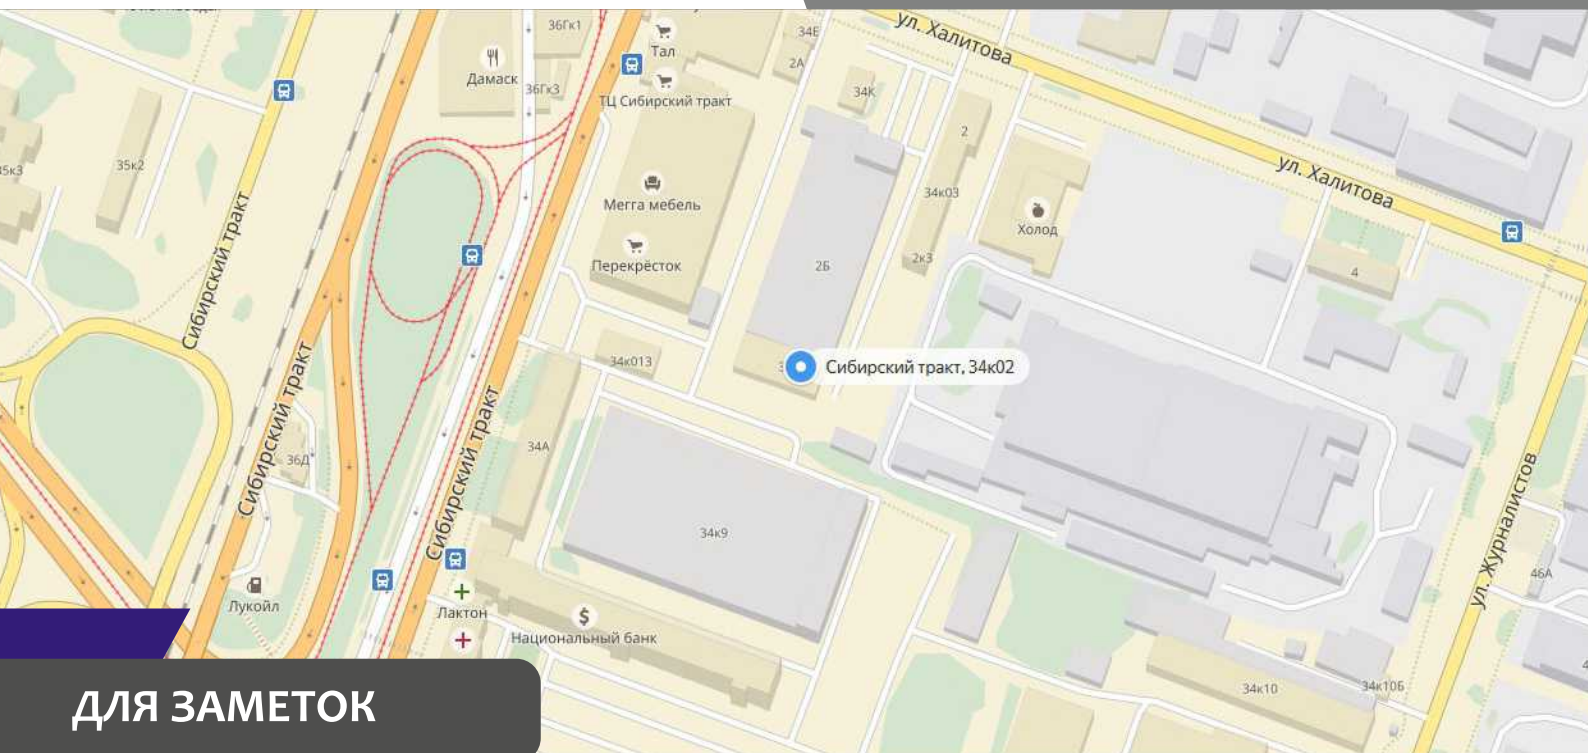 36Гк1
34Е
ул. Халитова
Тал
2А
Дамаск
36Гк3
ТЦ Сибирский тракт
34К
2
35к2
34к03
ул. Халитова
Мегга мебель
Холод
Сибирский тракт
Перекрёсток
2Б
2к3
4
34к013
Сибирский тракт, 34к02
Сибирский тракт
Сибирский тракт
34А
36Д
34к9
ул. Журналистов
46А
Лукойл
Лактон
Национальный банк
34к10
34к10Б
ДЛЯ ЗАМЕТОК